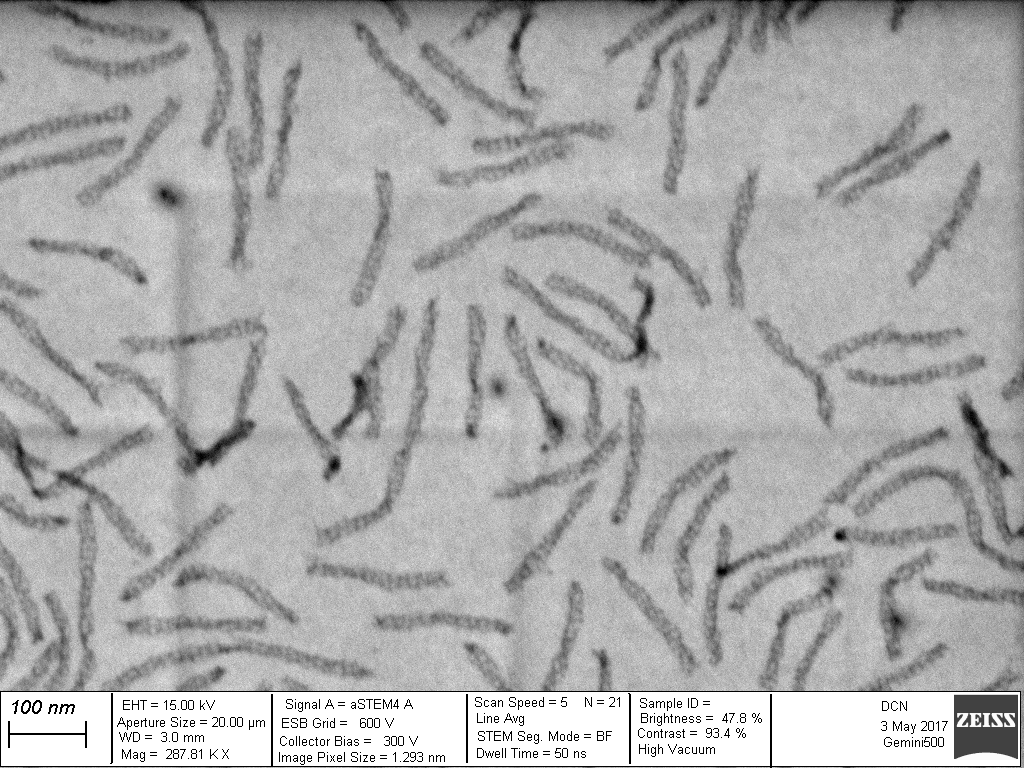 100 nm
EHT = 15.00 kV
Aperture Size = 20.00 µm
WD = 3.0 mm
Mag = 287.81 K X
Signal A = aSTEM4 A
ESB Grid = 600 V
Collector Bias = 300 V
Image Pixel Size = 1.293 nm
Scan Speed = 5 N = 21
Line Avg
STEM Seg. Mode = BF
Dwell Time = 50 ns
Sample ID =
Brightness = 47.8 %
Contrast = 93.4 %
High Vacuum
DCN
3 May 2017
Gemini500
ZEISS